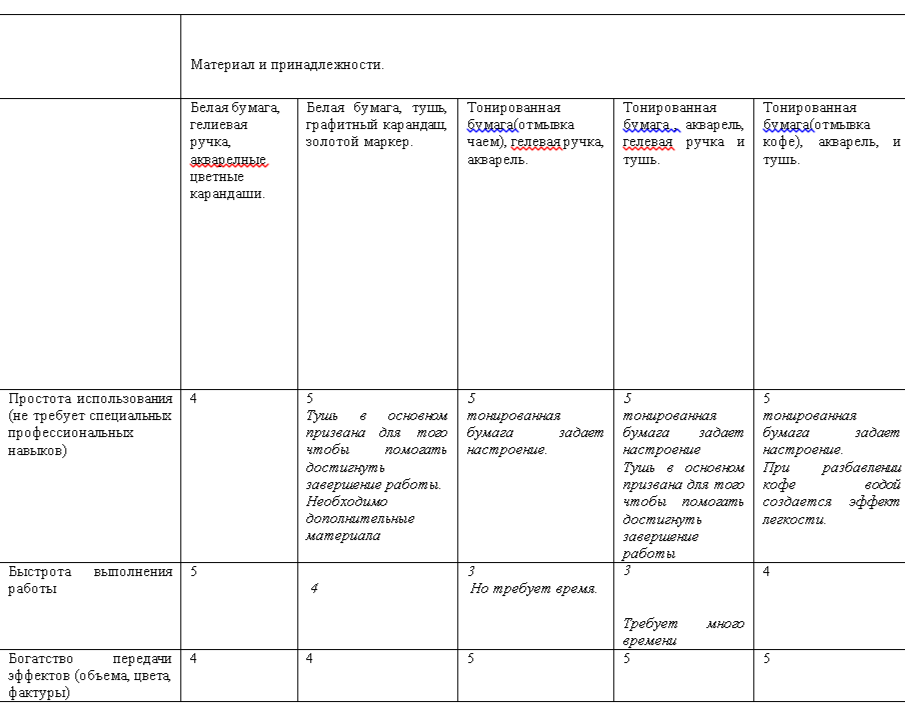 Материал и принадлежности.
Белая бумага,
гелиевая
ручка,
акварелные
цветные
карандаши.
Белая бумага, тушь,
графитный карандащ,
золотой маркер.
Тонированная
бумага(отмывка
чаем), гелевая ручка,
акварель.
Тонированная
бумага , акварель,
гелевая ручка и
тушь.
Тонированная
бумага(отмывка
кофе), акварель, и
тушь.
Простота использования
(не требует специальных
профессиональных
навыков)
4
5
Тушь в основном
призвана для того
чтобы помогать
достигнуть
завершение работы.
Необходимо
дополнительные
материала
5
тонированная
бумага задает
настроение.
5
тонированная
бумага задает
настроение
Тушь в основном
призвана для того
чтобы помогать
достигнуть
завершение
работы
5
тонированная
бумага задает
настроение.
При разбавлении
кофе водой
создается эффект
легкости.
Быстрота выполнения
работы
5
4
3
Но требует время.
3
Требует много
времени
4
Богатство передачи
эффектов (объема, цвета,
фактуры)
4
4
5
5
5